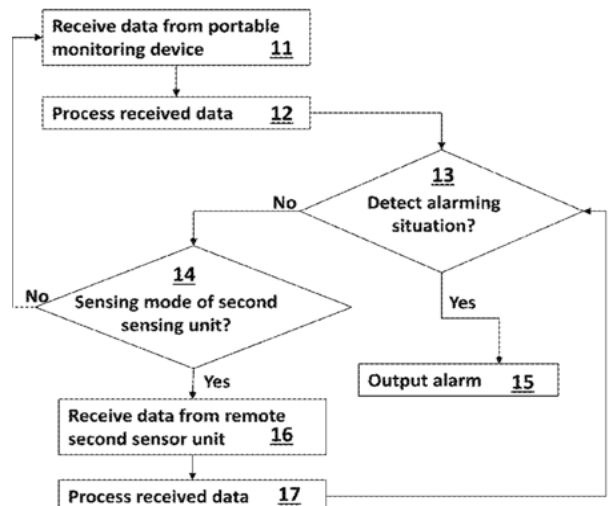 Receive data from portable
monitoring device 11
Process received data 12
13
Detect alarming
situation?
No
14
Sensing mode of second
sensing unit?
No
Yes
Output alarm 15
Yes
Receive data from remote
second sensor unit 16
Process received data 17